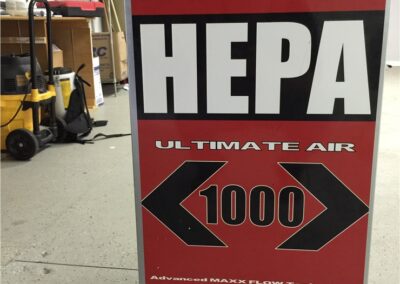 HEPA
ULTIMATE AIR
1000
Advanced MAXX FLOW